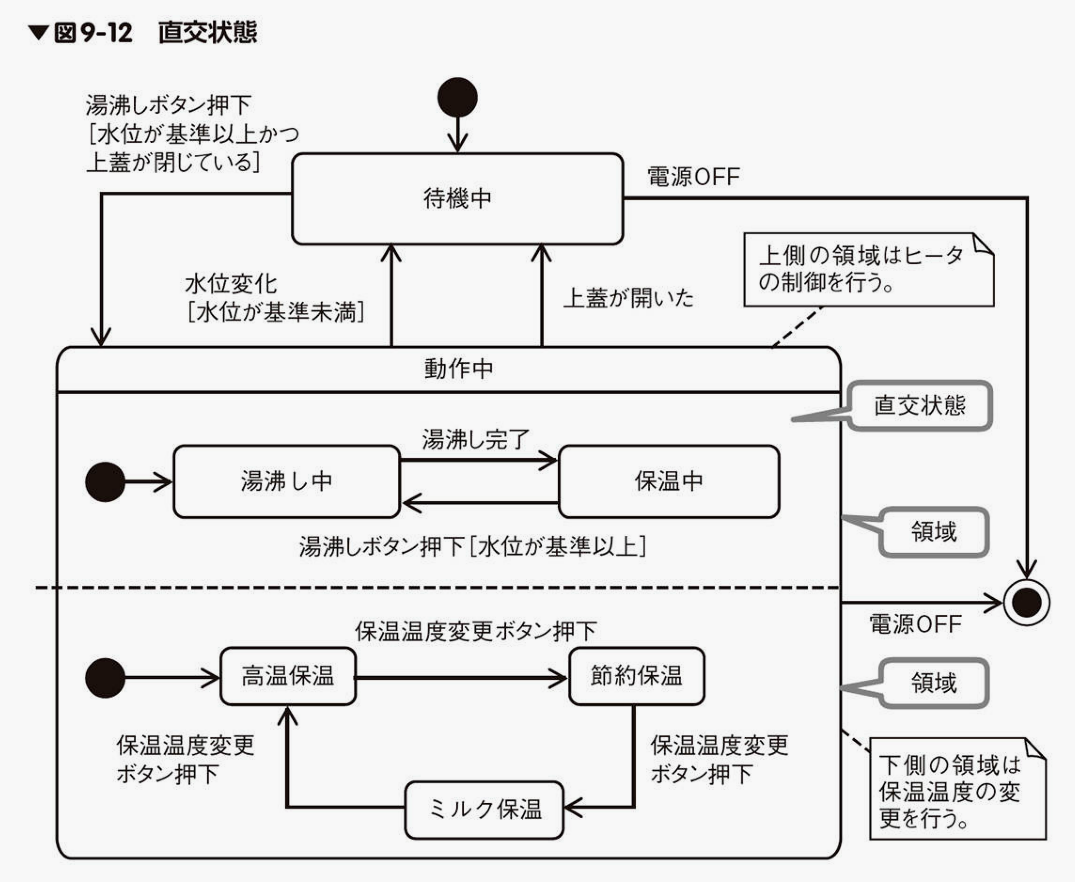 ▼図9-12 直交状態
湯沸しボタン押下
［水位が基準以上かつ
上蓋が閉じている］
待機中
電源OFF
水位変化
［水位が基準未満］
上蓋が開いた
上側の領域はヒータ
の制御を行う。
動作中
直交状態
湯沸し完了
湯沸し中
保温中
湯沸しボタン押下［水位が基準以上］
領域
電源OFF
保温温度変更ボタン押下
高温保温
節約保温
領域
保温温度変更
ボタン押下
保温温度変更
ボタン押下
ミルク保温
下側の領域は
保温温度の変
更を行う。